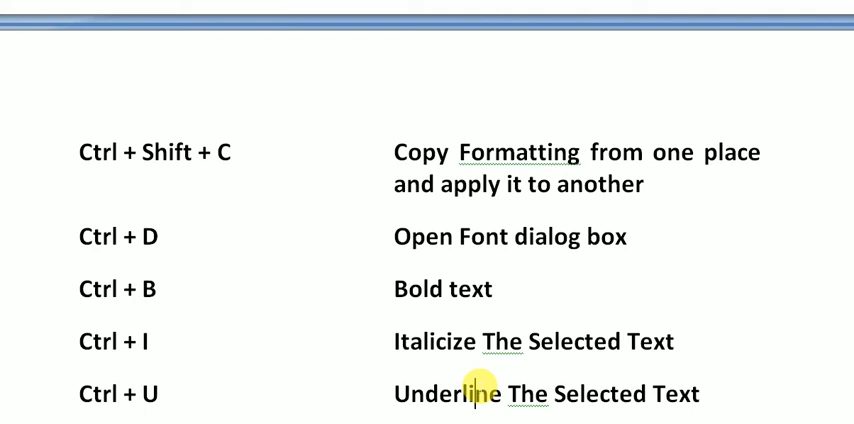 Ctrl + Shift + C Copy Formatting from one place
and apply it to another
Ctrl + D Open Font dialog box
Ctrl + B Bold text
Ctrl + I Italicize The Selected Text
Ctrl + U Underline The Selected Text